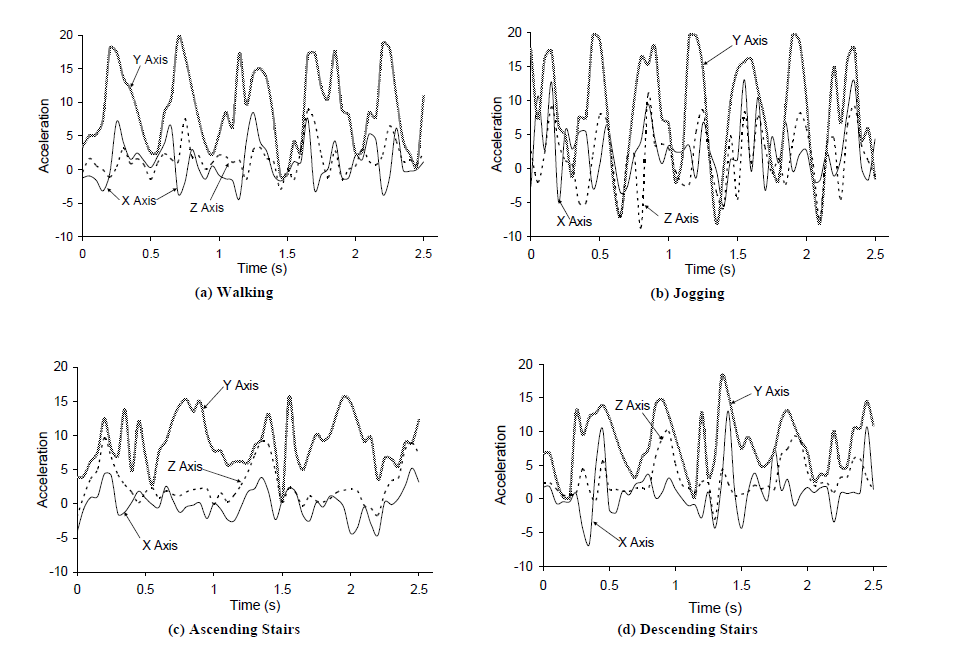 20
15
10
5
0
-5
-10
Acceleration
Y Axis
X Axis
Z Axis
0 0.5 1 1.5 2 2.5
Time (s)
(a) Walking
20
15
10
5
0
-5
-10
Acceleration
Y Axis
X Axis
Z Axis
0 0.5 1 1.5 2 2.5
Time (s)
(b) Jogging
20
15
10
5
0
-5
-10
Acceleration
Y Axis
Z Axis
X Axis
0 0.5 1 1.5 2 2.5
Time (s)
(c) Ascending Stairs
20
15
10
5
0
-5
-10
Acceleration
Y Axis
Z Axis
X Axis
0 0.5 1 1.5 2 2.5
Time (s)
(d) Descending Stairs